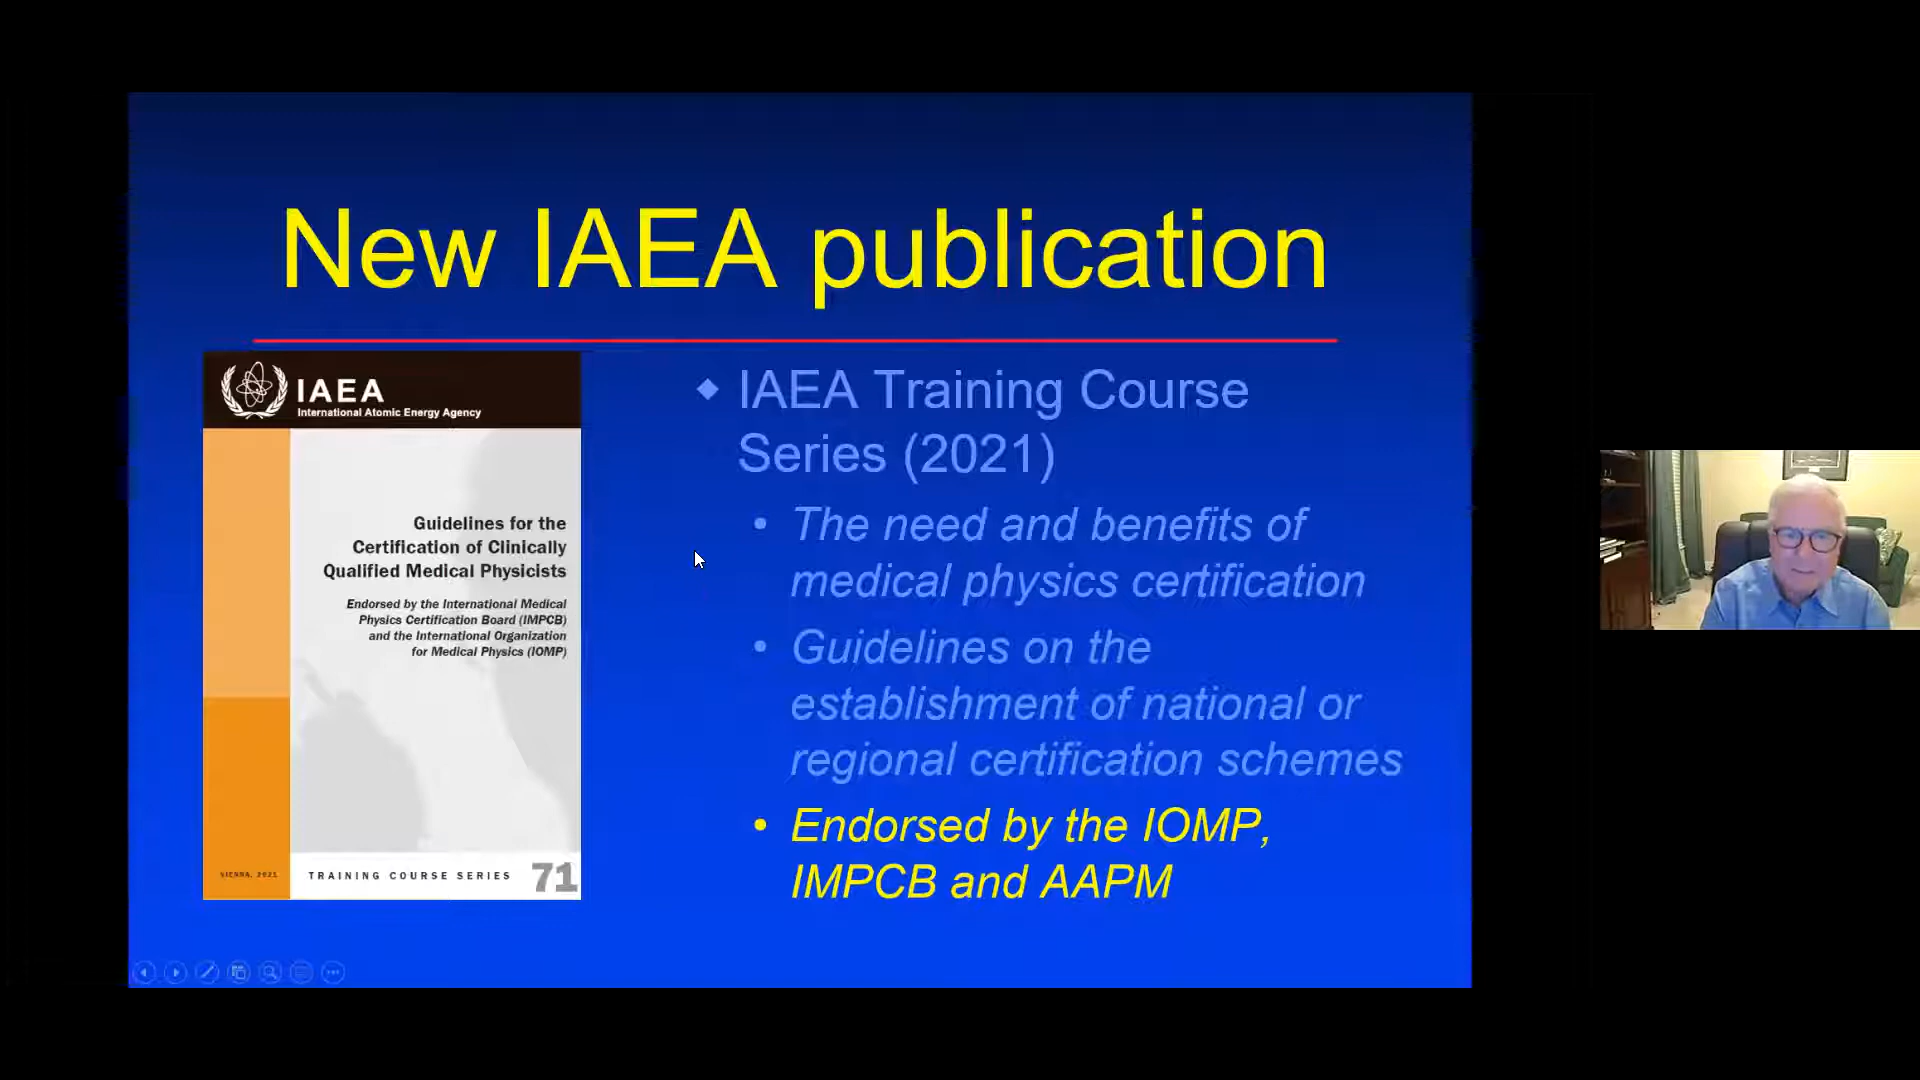 New IAEA publication
IAEA
International Atomic Energy Agency
Guidelines for the
Certification of Clinically
Qualified Medical Physicists
Endorsed by the International Medical
Physics Certification Board (IMPCB)
and the International Organization
for Medical Physics (IOMP)
VIENNA, 2021
TRAINING COURSE SERIES 71
IAEA Training Course
Series (2021)
• The need and benefits of
medical physics certification
• Guidelines on the
establishment of national or
regional certification schemes
• Endorsed by the IOMP,
IMPCB and AAPM